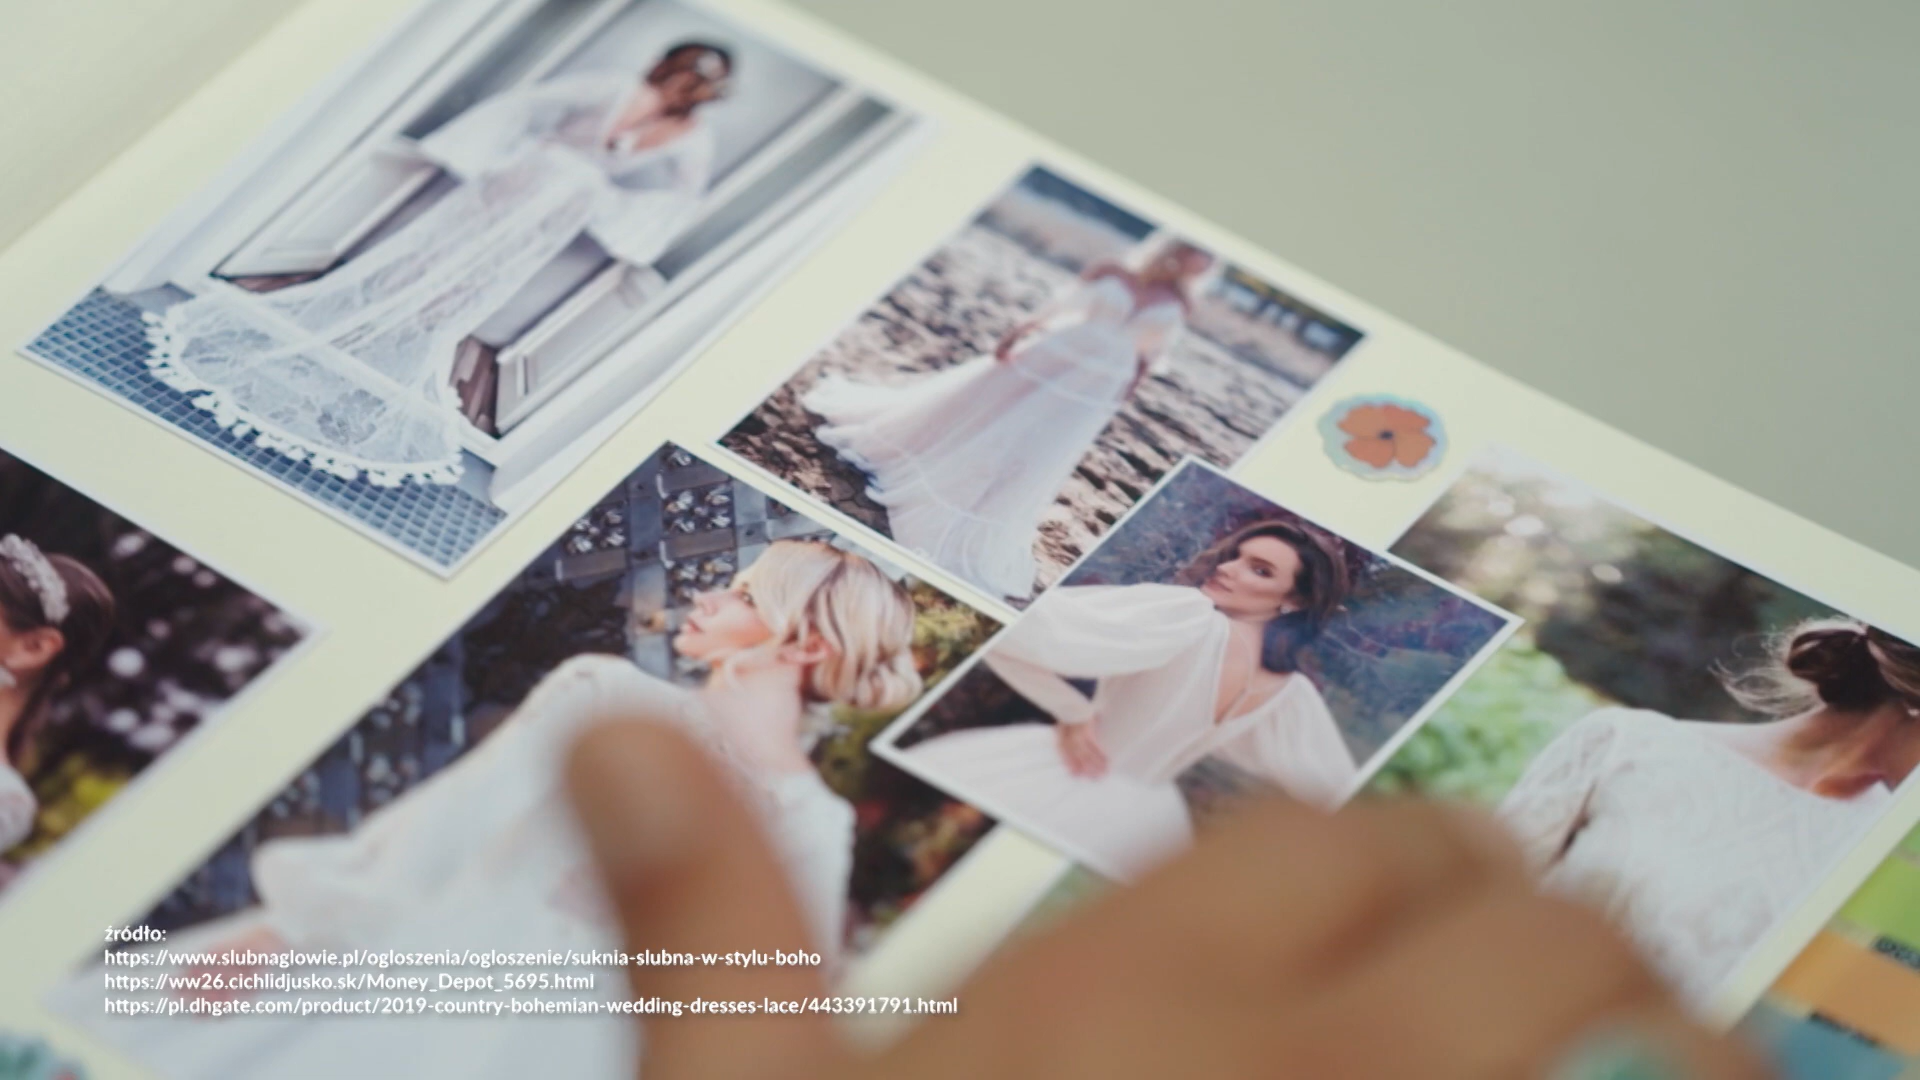 źródło:
https://www.slubnaglowie.pl/ogloszenia/ogloszenie/suknia-slubna-w-stylu-boho
https://ww26.cichlidjusko.sk/Money_Depot_5695.html
https://pl.dhgate.com/product/2019-country-bohemian-wedding-dresses-lace/443391791.html